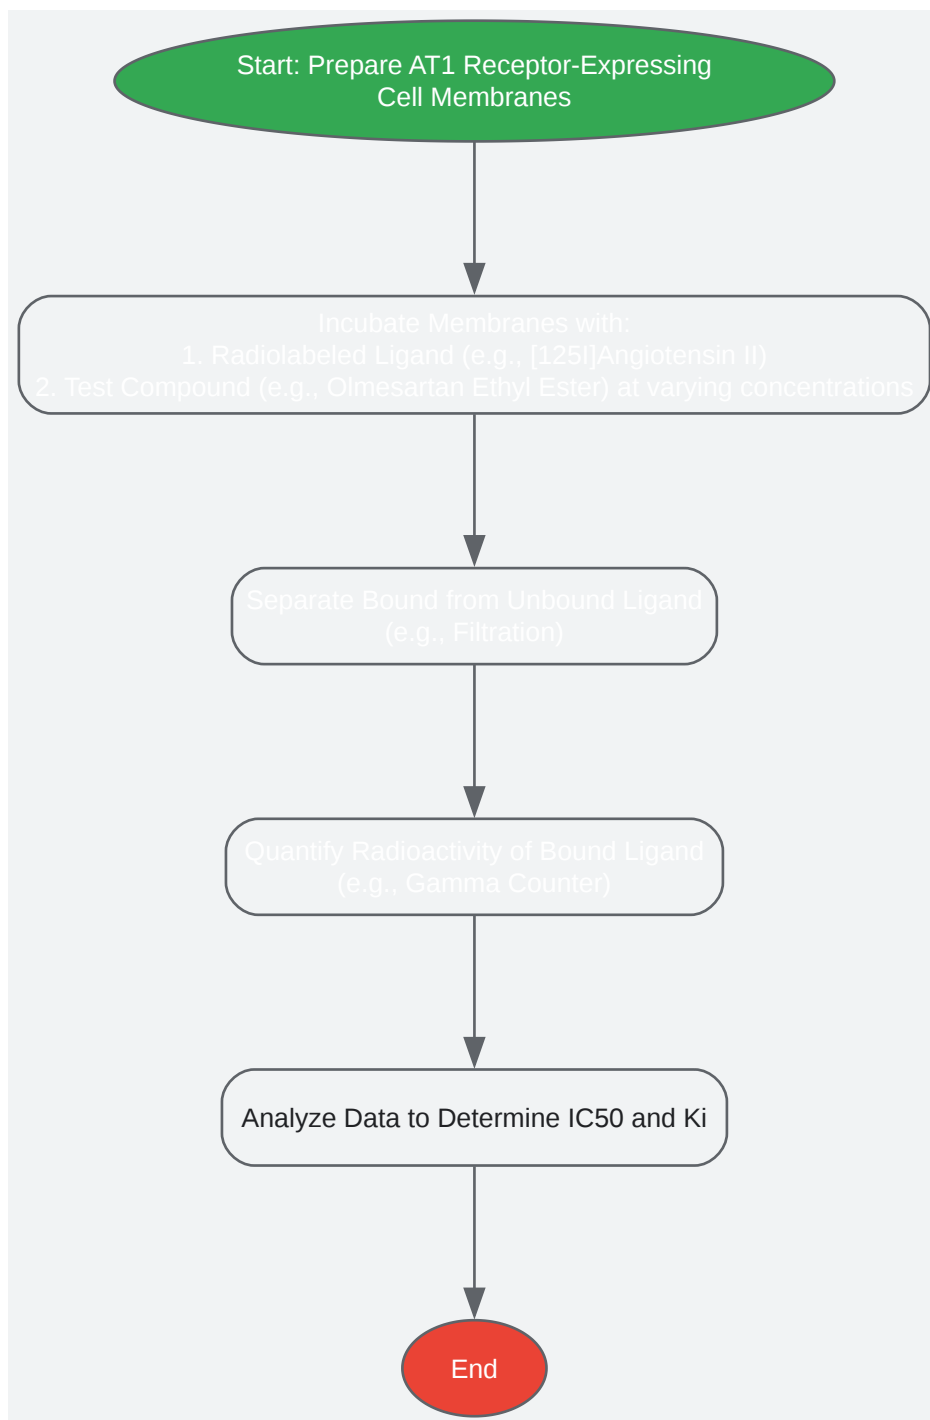 Start: Prepare AT1 Receptor-Expressing
Cell Membranes
Incubate Membranes with:
1. Radiolabeled Ligand (e.g., [125I]Angiotensin II)
2. Test Compound (e.g., Olmesartan Ethyl Ester) at varying concentrations
Separate Bound from Unbound Ligand
(e.g., Filtration)
Quantify Radioactivity of Bound Ligand
(e.g., Gamma Counter)
Analyze Data to Determine IC50 and Ki
End